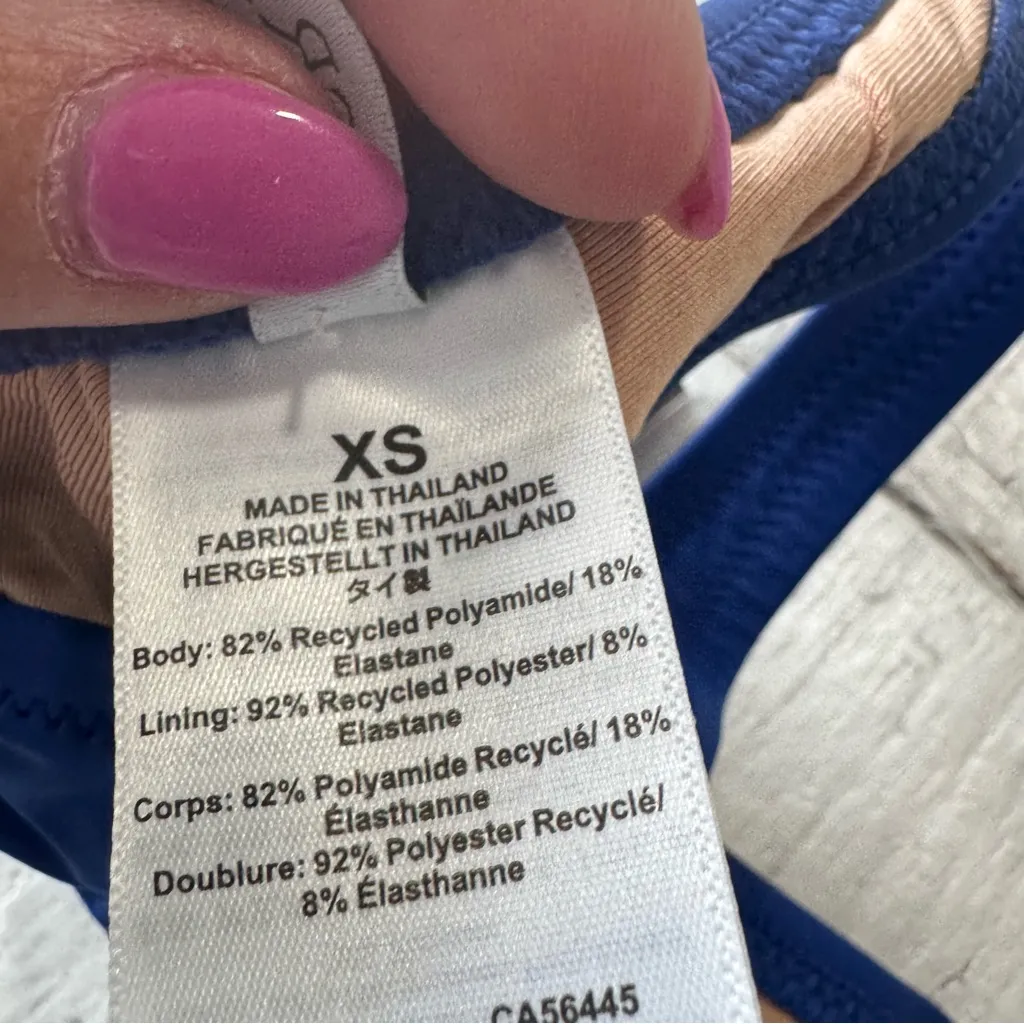 XS
MADE IN THAILAND
FABRIQUÉ EN THAÏLANDE
HERGESTELLT IN THAILAND
タイ製
Body: 82% Recycled Polyamide/ 18%
Elastane
Lining: 92% Recycled Polyester/ 8%
Elastane
Corps: 82% Polyamide Recyclé/ 18%
Élasthanne
Doublure: 92% Polyester Recyclé/
8% Élasthanne
CA56445